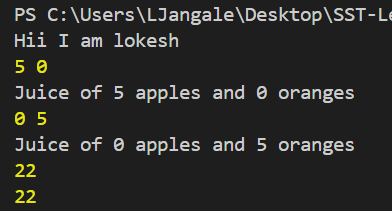 PS C:\Users\LJangale\Desktop\SST-Le
Hii I am lokesh
5 0
Juice of 5 apples and 0 oranges
0 5
Juice of 0 apples and 5 oranges
22
22